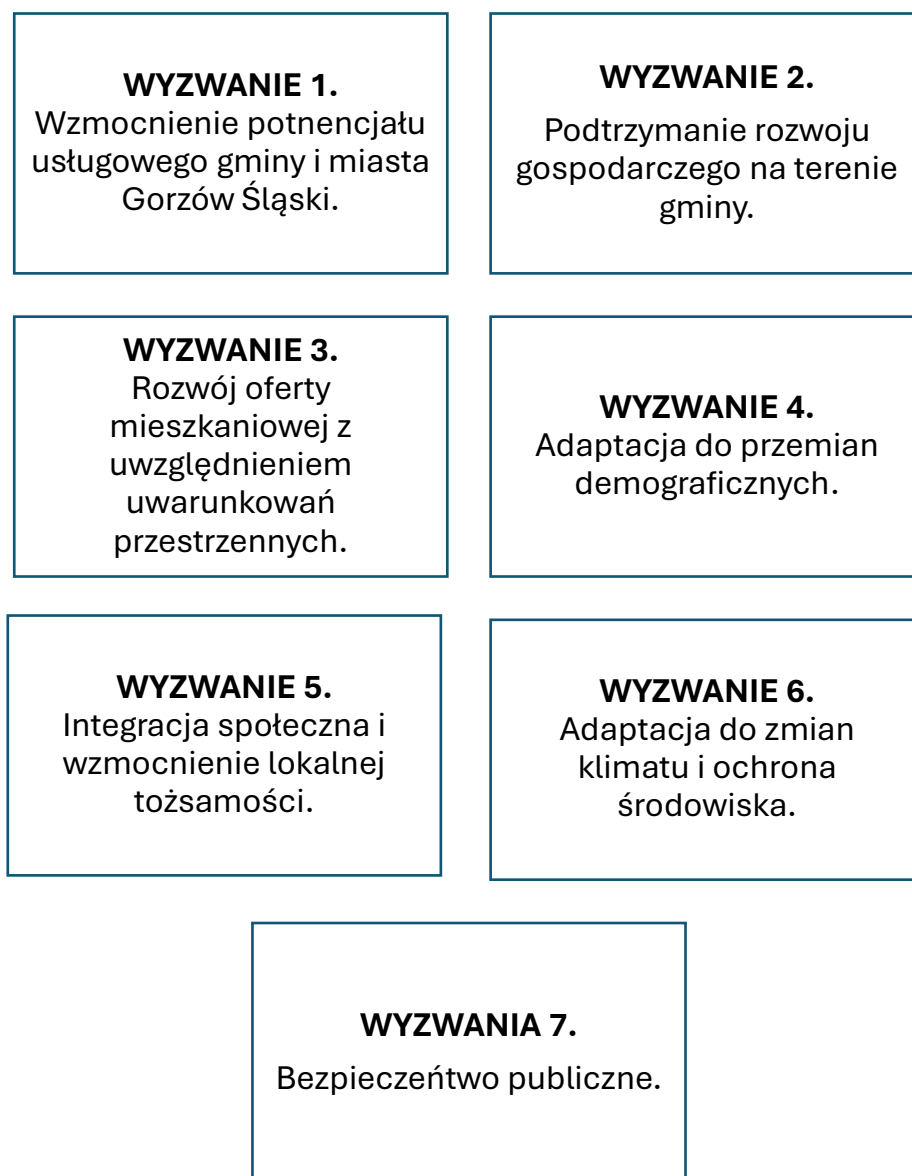 WYZWANIE 1.
Wzmocnienie potnencjału
usługowego gminy i miasta
Gorzów Śląski.
WYZWANIE 2.
Podtrzymanie rozwoju
gospodarczego na terenie
gminy.
WYZWANIE 3.
Rozwój oferty
mieszkaniowej z
uwzględnieniem
uwarunkowań
przestrzennych.
WYZWANIE 4.
Adaptacja do przemian
demograficznych.
WYZWANIE 5.
Integracja społeczna i
wzmocnienie lokalnej
tożsamości.
WYZWANIE 6.
Adaptacja do zmian
klimatu i ochrona
środowiska.
WYZWANIA 7.
Bezpieczeńtwo publiczne.